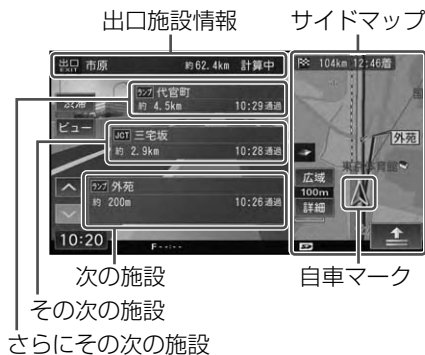 出口施設情報 サイドマップ
出口 EXIT 市原 約62.4km 計算中
104km 12:46着
ランプ 代官町
約 4.5km 10:29通過
渋滞
ビュー
JCT 三宅坂
約 2.9km 10:28通過
外苑
ランプ 外苑
約 200m 10:26通過
広域
100m
詳細
10:20
F--:--
次の施設 自車マーク
その次の施設
さらにその次の施設